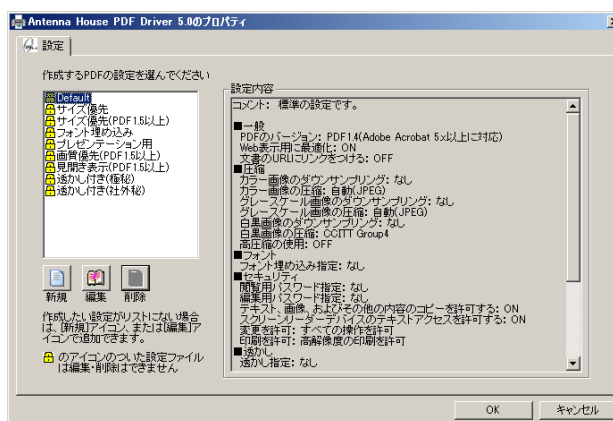 Antenna House PDF Driver 5.0のプロパティ
設定
作成するPDFの設定を選んでください
Default
サイズ優先
サイズ優先(PDF1.5以上)
フォント埋め込み
プレゼンテーション用
画質優先(PDF1.5以上)
見開き表示(PDF1.5以上)
透かし付き(極秘)
透かし付き(社外秘)
新規
編集
削除
作成したい設定がリストにない場合
は、[新規]アイコン、または[編集]ア
イコンで追加できます。
のアイコンのついた設定ファイル
は編集・削除はできません
設定内容
コメント: 標準の設定です。
■一般
PDFのバージョン: PDF1.4(Adobe Acrobat 5.x以上に対応)
Web表示用に最適化: ON
文書のURLにリンクをつける: OFF
■圧縮
カラー画像のダウンサンプリング: なし
カラー画像の圧縮: 自動(JPEG)
グレースケール画像のダウンサンプリング: なし
グレースケール画像の圧縮: 自動(JPEG)
白黒画像のダウンサンプリング: なし
白黒画像の圧縮: CCITT Group4
高圧縮の使用: OFF
■フォント
フォント埋め込み指定: なし
■セキュリティ
閲覧用パスワード指定: なし
編集用パスワード指定: なし
テキスト、画像、およびその他の内容のコピーを許可する: ON
スクリーンリーダーデバイスのテキストアクセスを許可する: ON
変更を許可: すべての操作を許可
印刷を許可: 高解像度の印刷を許可
■透かし
透かし指定: なし
OK
キャンセル